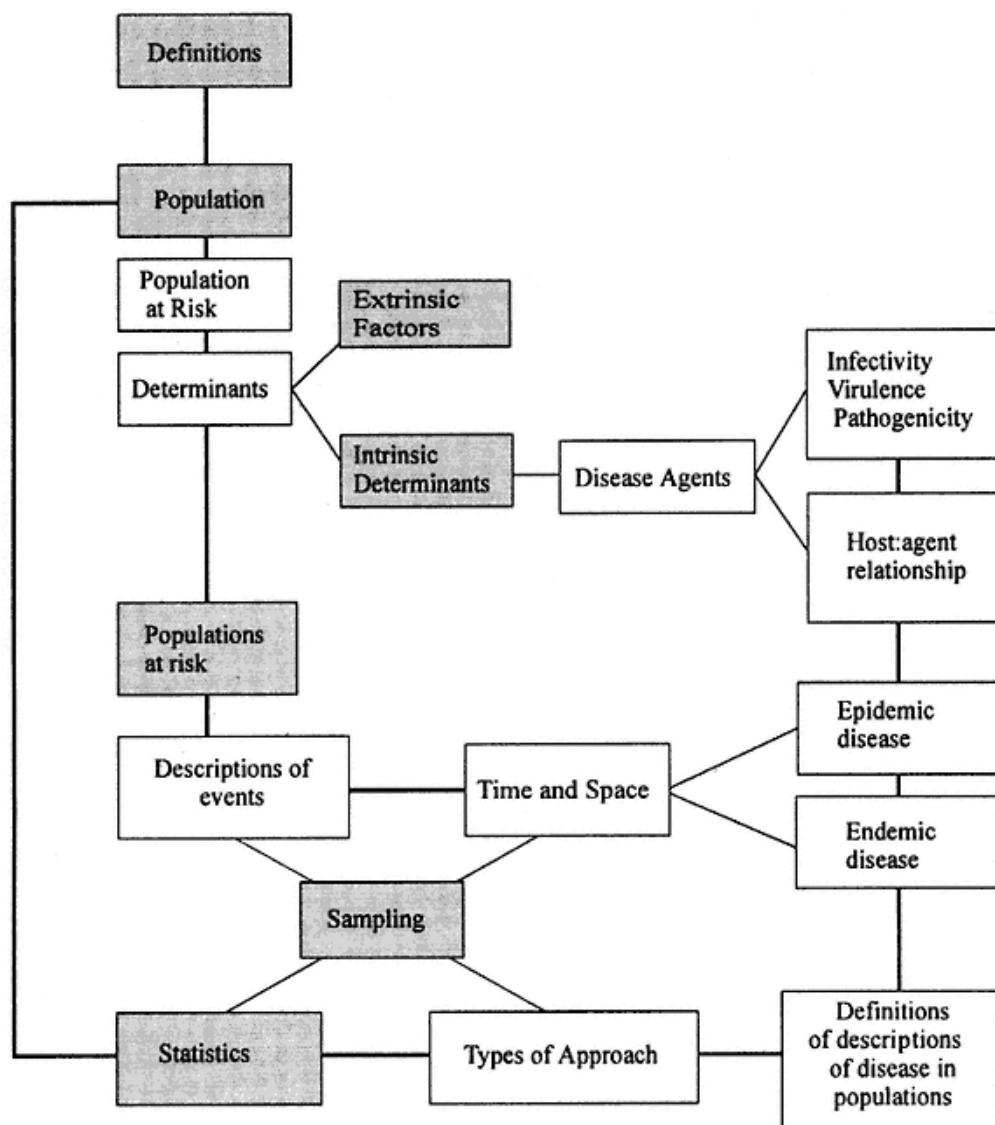 Definitions
Population
Population
at Risk
Extrinsic
Factors
Determinants
Infectivity
Virulence
Pathogenicity
Intrinsic
Determinants
Disease Agents
Host:agent
relationship
Populations
at risk
Epidemic
disease
Descriptions of
events
Time and Space
Endemic
disease
Sampling
Statistics
Types of Approach
Definitions
of descriptions
of disease in
populations